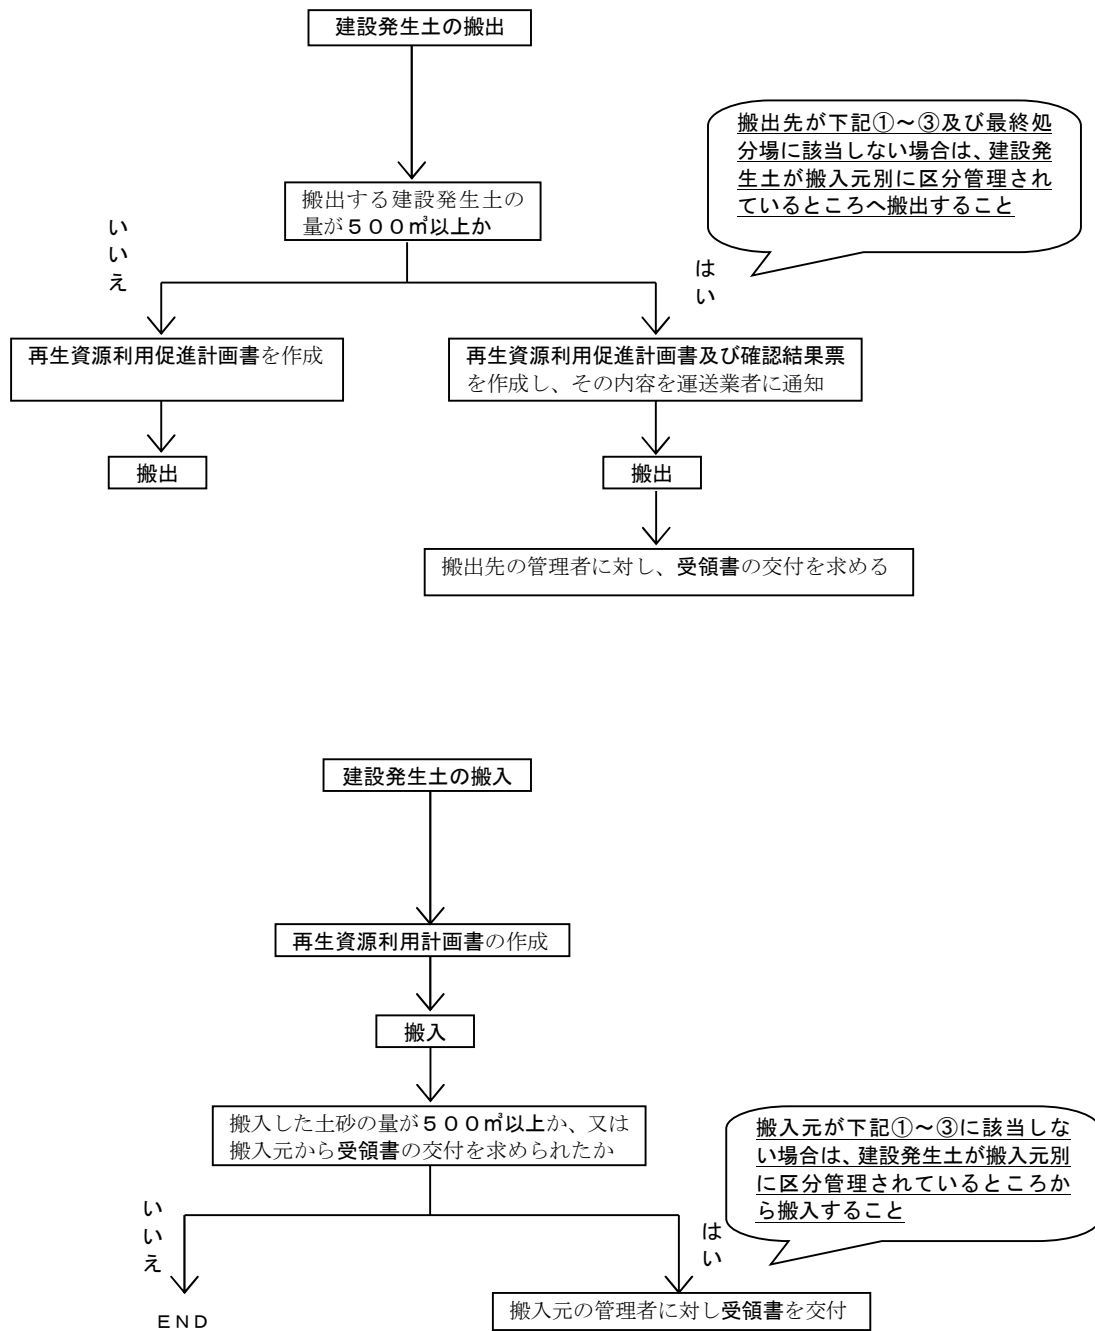 建設発生土の搬出
搬出先が下記①～③及び最終処
分場に該当しない場合は、建設発
生土が搬入元別に区分管理され
ているところへ搬出すること
搬出する建設発生土の
量が５００㎥以上か
いいえ
はい
再生資源利用促進計画書を作成
再生資源利用促進計画書及び確認結果票
を作成し、その内容を運送業者に通知
搬出
搬出
搬出先の管理者に対し、受領書の交付を求める
建設発生土の搬入
再生資源利用計画書の作成
搬入
搬入した土砂の量が５００㎥以上か、又は
搬入元から受領書の交付を求められたか
搬入元が下記①～③に該当しな
い場合は、建設発生土が搬入元別
に区分管理されているところか
ら搬入すること
いいえ
はい
ＥＮＤ
搬入元の管理者に対し受領書を交付